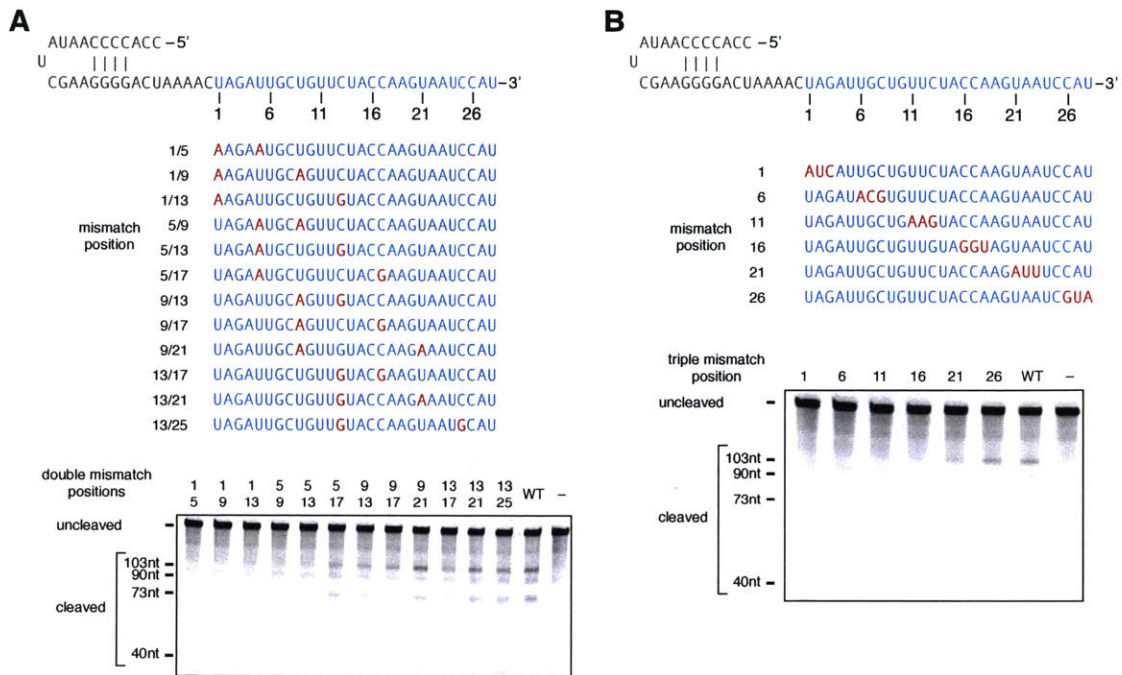 A
AUAACCCCACC –5'
U
CGAAGGGGACUAAAACUAGAUUGCUGUUCUACCAAGUAAUCCAU–3'
1 6 11 16 21 26
mismatch
position
1/5 AAGAAUGCUGUUCUACCAAGUAAUCCAU
1/9 AAGAUUGCAGUUCUACCAAGUAAUCCAU
1/13 AAGAUUGCUGUUGUACCAAGUAAUCCAU
5/9 UAGAAUGCAGUUCUACCAAGUAAUCCAU
5/13 UAGAAUGCUGUUGUACCAAGUAAUCCAU
5/17 UAGAAUGCUGUUCUACGAAGUAAUCCAU
9/13 UAGAUUGCAGUUGUACCAAGUAAUCCAU
9/17 UAGAUUGCAGUUCUACGAAGUAAUCCAU
9/21 UAGAUUGCAGUUGUACCAAGAAAUCCAU
13/17 UAGAUUGCUGUUGUACGAAGUAAUCCAU
13/21 UAGAUUGCUGUUGUACCAAGAAAUCCAU
13/25 UAGAUUGCUGUUGUACCAAGUAAUGCAU
double mismatch
positions
1 1 1 5 5 5 9 9 9 13 13 13 WT –
5 9 13 9 13 17 13 17 21 17 21 25
uncleaved
cleaved
103nt
90nt
73nt
40nt
B
AUAACCCCACC –5'
U
CGAAGGGGACUAAAACUAGAUUGCUGUUCUACCAAGUAAUCCAU–3'
1 6 11 16 21 26
mismatch
position
1 AUCAUUGCUGUUCUACCAAGUAAUCCAU
6 UAGAUACGUGUUCUACCAAGUAAUCCAU
11 UAGAUUGCUGAAGUACCAAGUAAUCCAU
16 UAGAUUGCUGUUGUAGGUAGUAAUCCAU
21 UAGAUUGCUGUUCUACCAAGAUUUCCAU
26 UAGAUUGCUGUUCUACCAAGUAAUCGUA
triple mismatch
position
1 6 11 16 21 26 WT –
uncleaved
cleaved
103nt
90nt
73nt
40nt